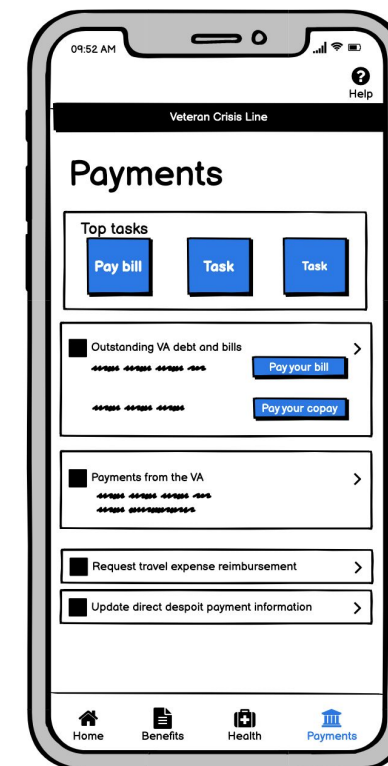 09:52 AM
Help
Veteran Crisis Line
Payments
Top tasks
Pay bill
Task
Task
Outstanding VA debt and bills
Pay your bill
Pay your copay
Payments from the VA
Request travel expense reimbursement
Update direct despoit payment information
Home
Benefits
Health
Payments